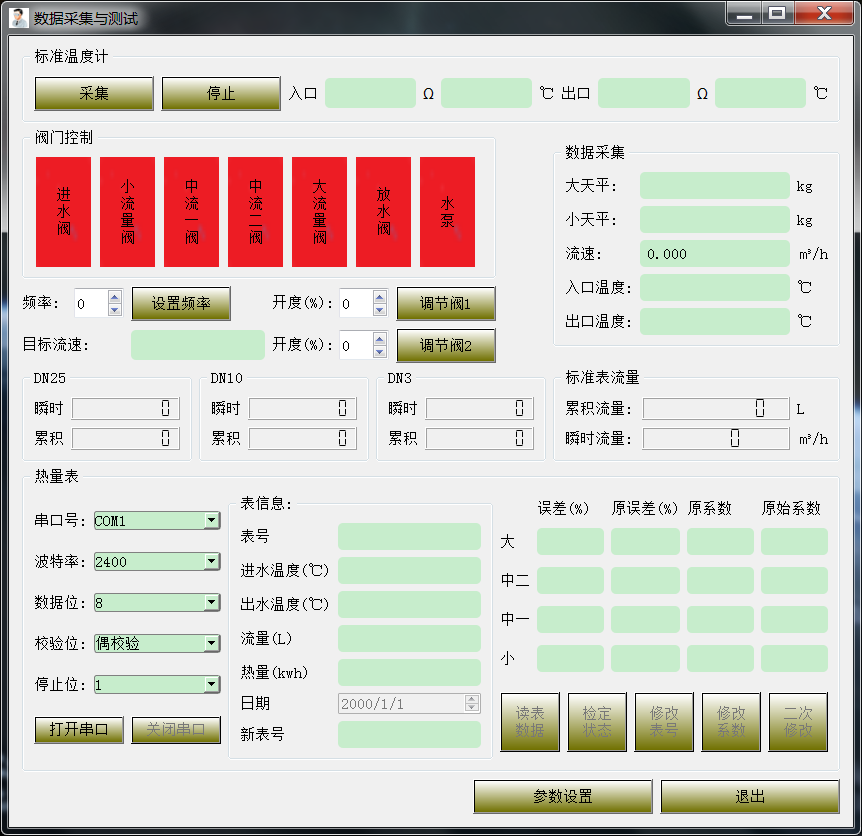 数据采集与测试
标准温度计
采集 停止 入口 Ω ℃ 出口 Ω ℃
阀门控制
进水阀 小流量阀 中流一阀 中流二阀 大流量阀 放水阀 水泵
数据采集
大天平: kg
小天平: kg
流速: 0.000 m³/h
入口温度: ℃
出口温度: ℃
频率: 0 设置频率 开度(%): 0 调节阀1
目标流速: 开度(%): 0 调节阀2
DN25
瞬时 0
累积 0
DN10
瞬时 0
累积 0
DN3
瞬时 0
累积 0
标准表流量
累积流量: 0 L
瞬时流量: 0 m³/h
热量表
串口号: COM1
波特率: 2400
数据位: 8
校验位: 偶校验
停止位: 1
打开串口 关闭串口
表信息:
表号
进水温度(℃)
出水温度(℃)
流量(L)
热量(kwh)
日期 2000/1/1
新表号
误差(%) 原误差(%) 原系数 原始系数
大
中二
中一
小
读表数据 检定状态 修改表号 修改系数 二次修改
参数设置 退出